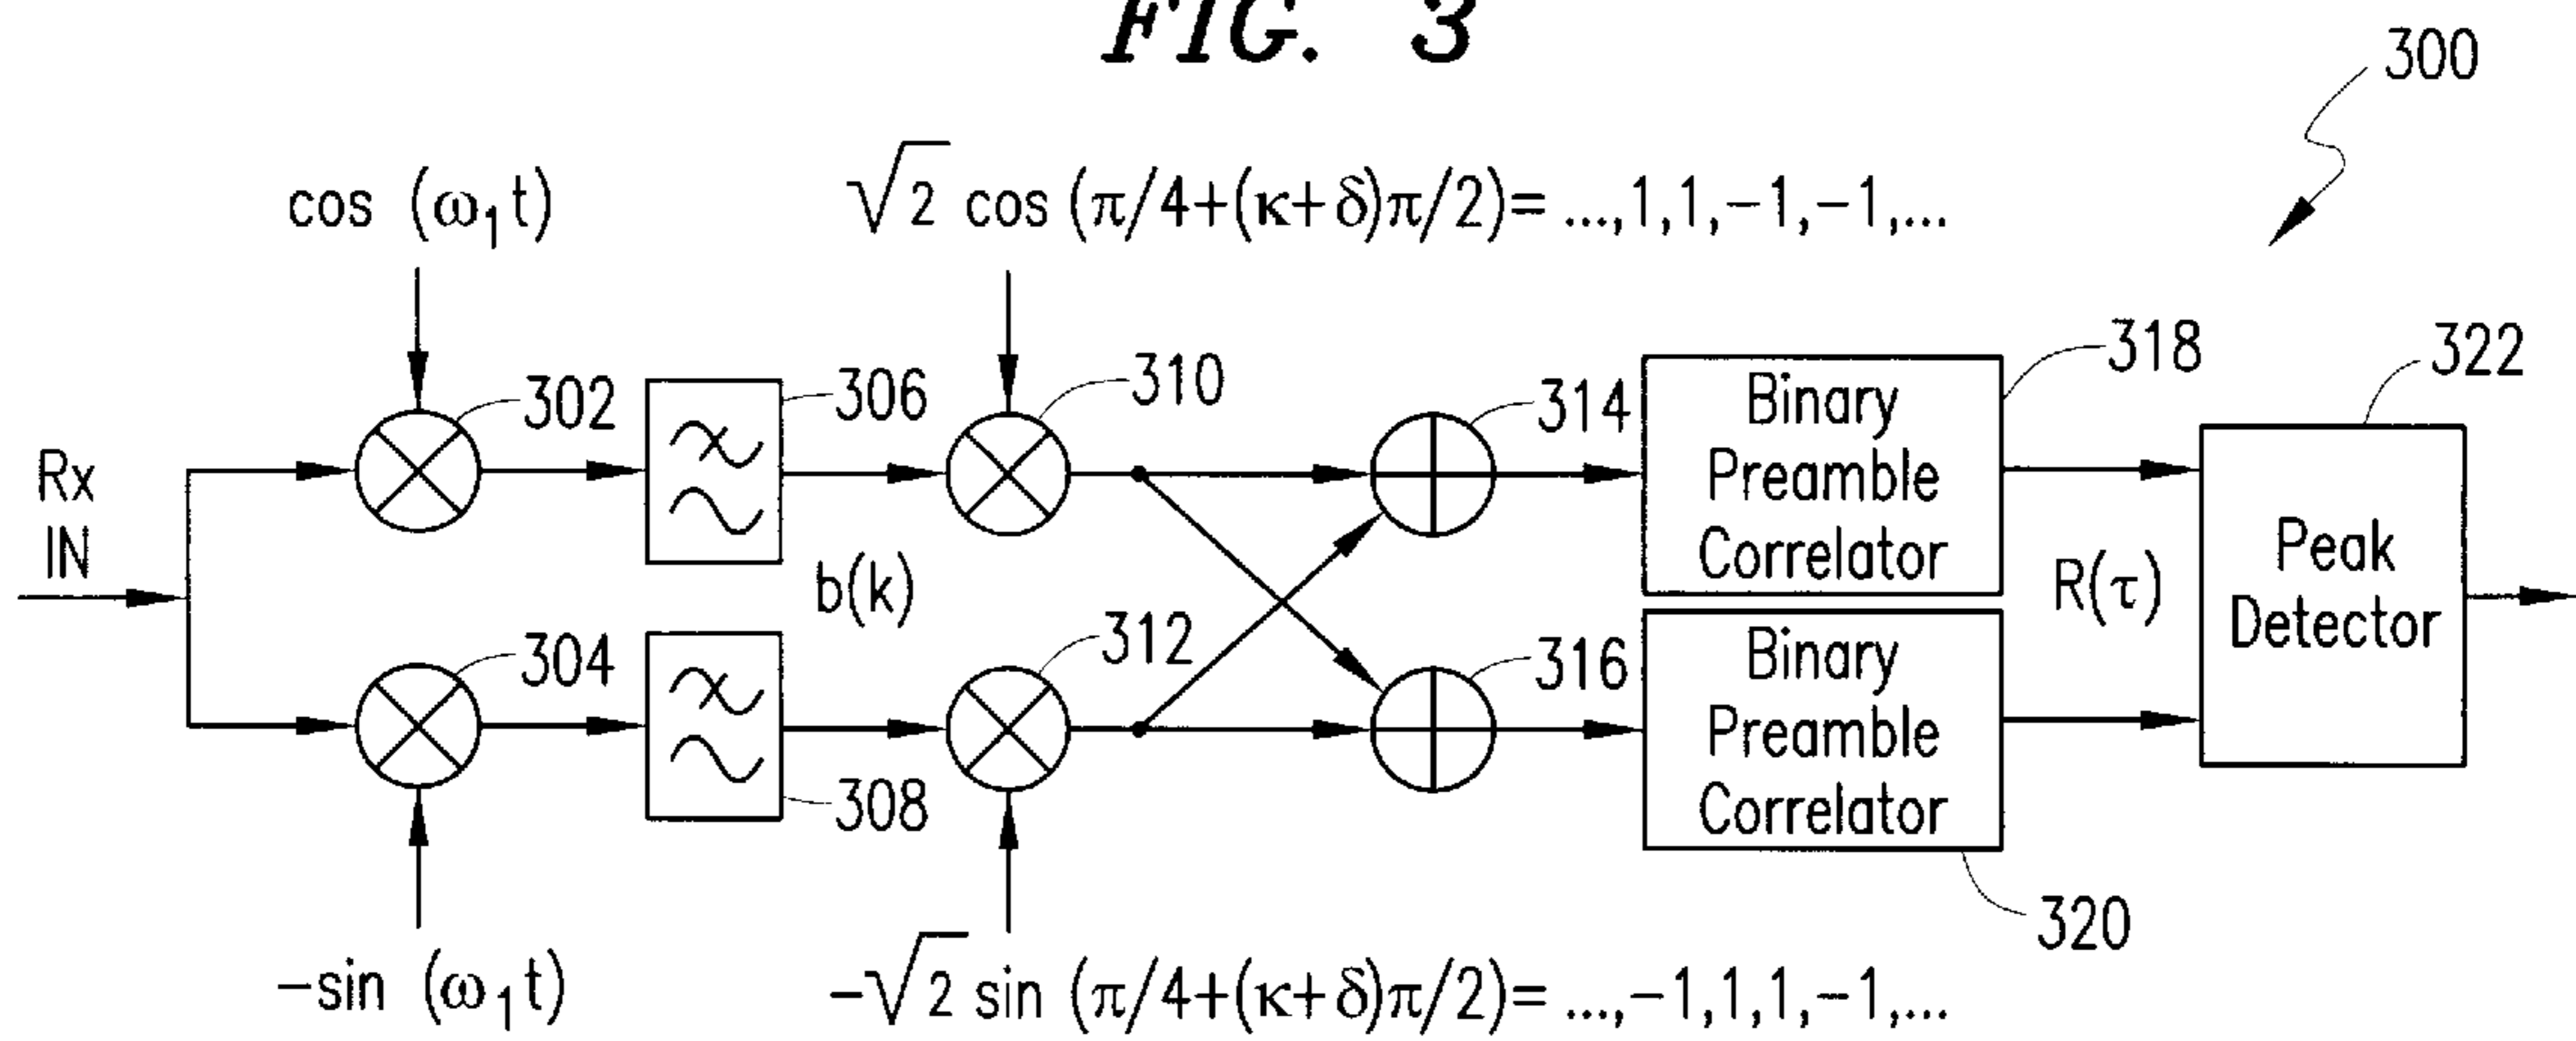 FIG. 3
300
cos (ω₁t)
√2 cos (π/4+(κ+δ)π/2)= ...,1,1,−1,−1,...
302
306
310
314
318
322
Rx
IN
Binary
Preamble
Correlator
b(k)
R(τ)
Peak
Detector
304
308
312
316
Binary
Preamble
Correlator
320
−sin (ω₁t)
−√2 sin (π/4+(κ+δ)π/2)= ...,−1,1,1,−1,...